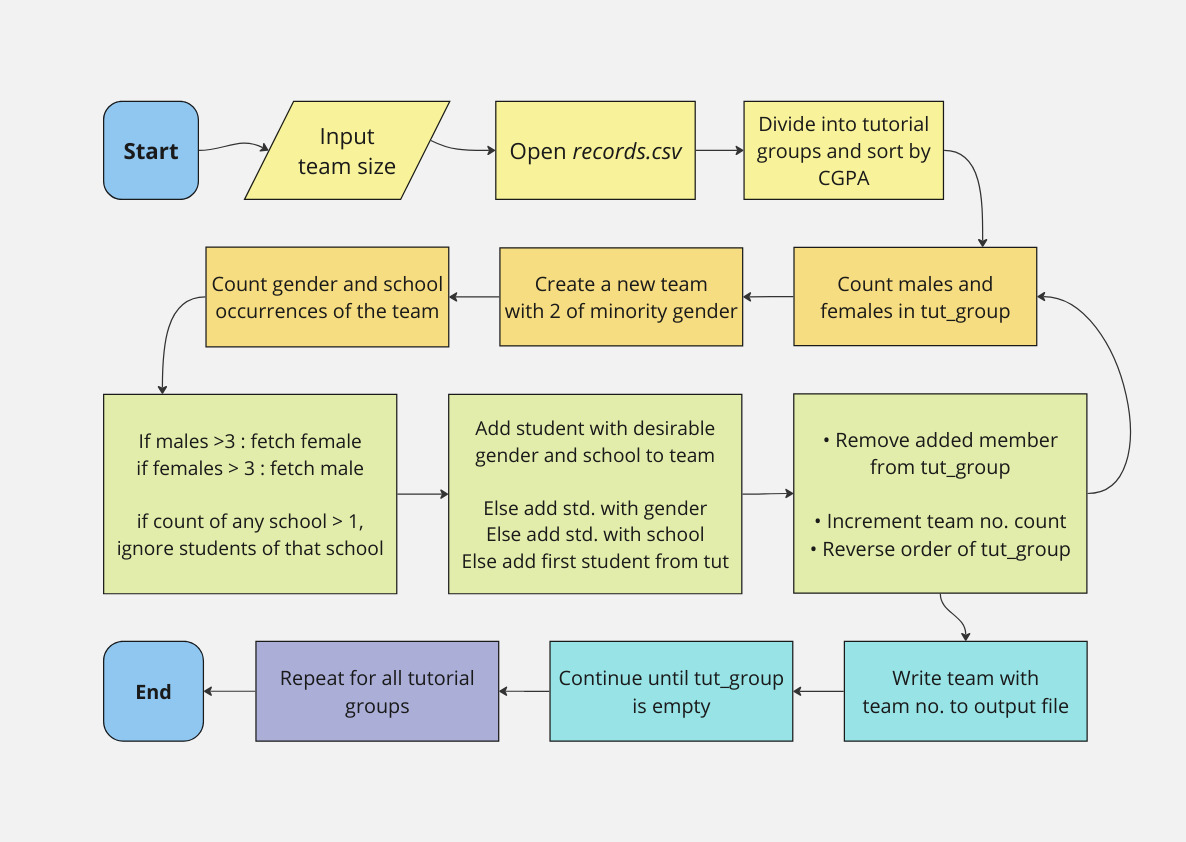 Start
Input
team size
Open records.csv
Divide into tutorial
groups and sort by
CGPA
Count gender and school
occurrences of the team
Create a new team
with 2 of minority gender
Count males and
females in tut_group
If males >3 : fetch female
if females > 3 : fetch male
if count of any school > 1,
ignore students of that school
Add student with desirable
gender and school to team
Else add std. with gender
Else add std. with school
Else add first student from tut
• Remove added member
from tut_group
• Increment team no. count
• Reverse order of tut_group
End
Repeat for all tutorial
groups
Continue until tut_group
is empty
Write team with
team no. to output file